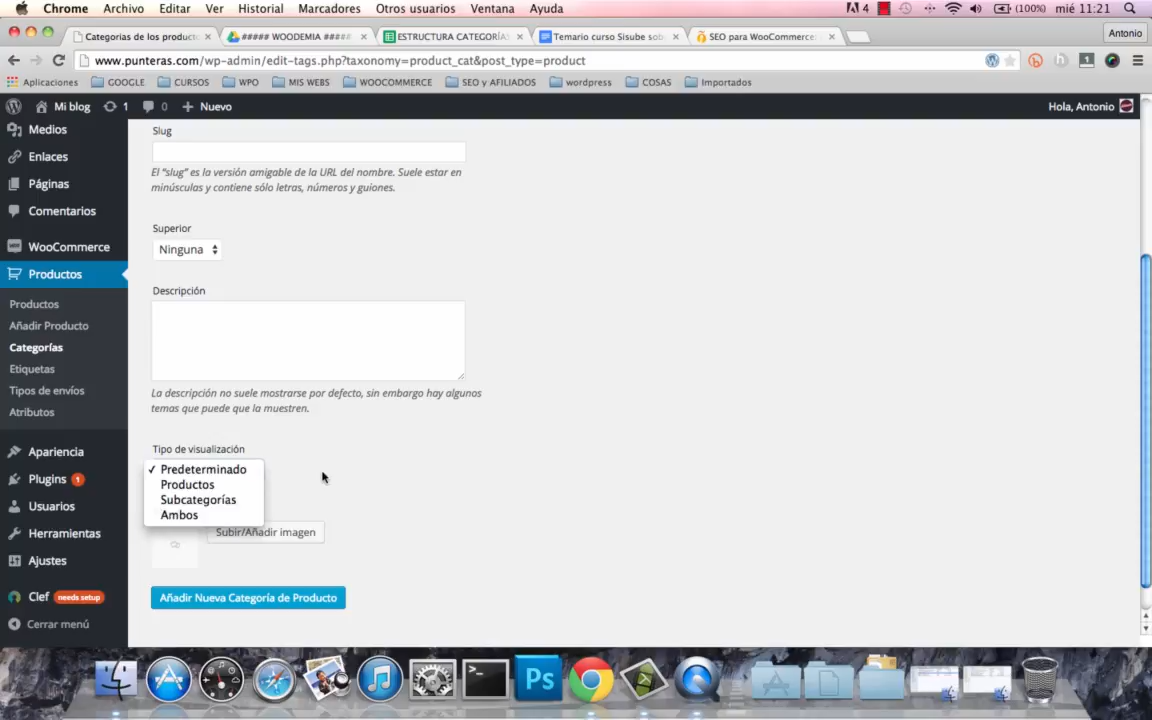 Chrome Archivo Editar Ver Historial Marcadores Otros usuarios Ventana Ayuda 4 (100%) mié 11:21
Categorias de los product ##### WOODEMIA ##### ESTRUCTURA CATEGORÍA Temario curso Sisube sob SEO para WooCommerce: Antonio
www.punteras.com/wp-admin/edit-tags.php?taxonomy=product_cat&post_type=product 1
Aplicaciones GOOGLE CURSOS WPO MIS WEBS WOOCOMMERCE SEO y AFILIADOS wordpress COSAS Importados
Mi blog 1 0 Nuevo Hola, Antonio
Medios
Enlaces
Páginas
Comentarios
WooCommerce
Productos
Productos
Añadir Producto
Categorías
Etiquetas
Tipos de envíos
Atributos
Apariencia
Plugins 1
Usuarios
Herramientas
Ajustes
Clef needs setup
Cerrar menú
Slug
El “slug” es la versión amigable de la URL del nombre. Suele estar en
minúsculas y contiene sólo letras, números y guiones.
Superior
Ninguna
Descripción
La descripción no suele mostrarse por defecto, sin embargo hay algunos
temas que puede que la muestren.
Tipo de visualización
✓ Predeterminado
Productos
Subcategorías
Ambos
Subir/Añadir imagen
Añadir Nueva Categoría de Producto
Ps